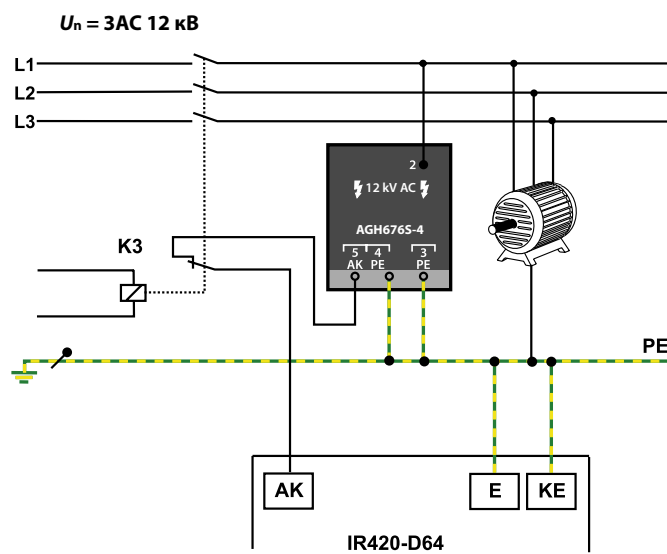 Un = 3AC 12 кВ
L1
L2
L3
2
12 kV AC
AGH676S-4
K3
5 4 3
AK PE PE
PE
AK E KE
IR420-D64